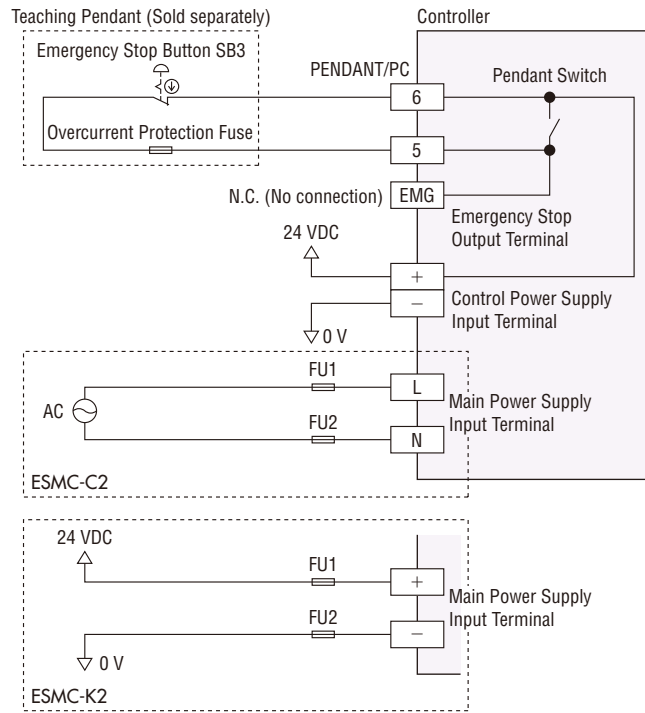 Teaching Pendant (Sold separately)
Controller
Emergency Stop Button SB3
PENDANT/PC
Pendant Switch
6
Overcurrent Protection Fuse
5
N.C. (No connection)
EMG
Emergency Stop
Output Terminal
24 VDC
+
−
Control Power Supply
Input Terminal
0 V
FU1
L
AC
Main Power Supply
Input Terminal
FU2
N
ESMC-C2
24 VDC
FU1
+
Main Power Supply
Input Terminal
FU2
−
0 V
ESMC-K2